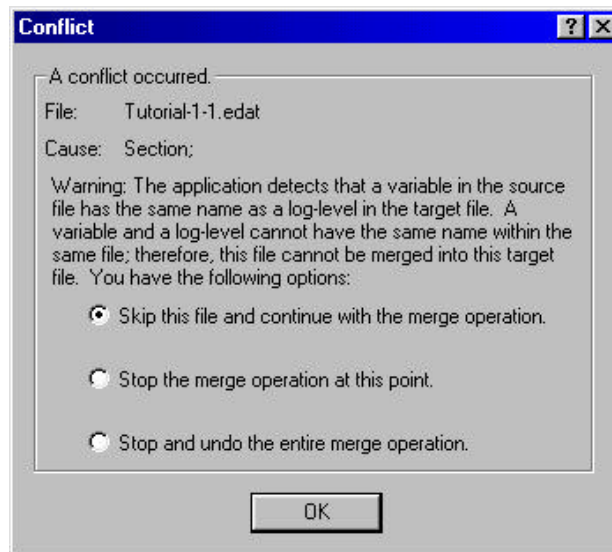 Conflict
A conflict occurred.
File: Tutorial-1-1.edat
Cause: Section;
Warning: The application detects that a variable in the source
file has the same name as a log-level in the target file. A
variable and a log-level cannot have the same name within the
same file; therefore, this file cannot be merged into this target
file. You have the following options:
Skip this file and continue with the merge operation.
Stop the merge operation at this point.
Stop and undo the entire merge operation.
OK